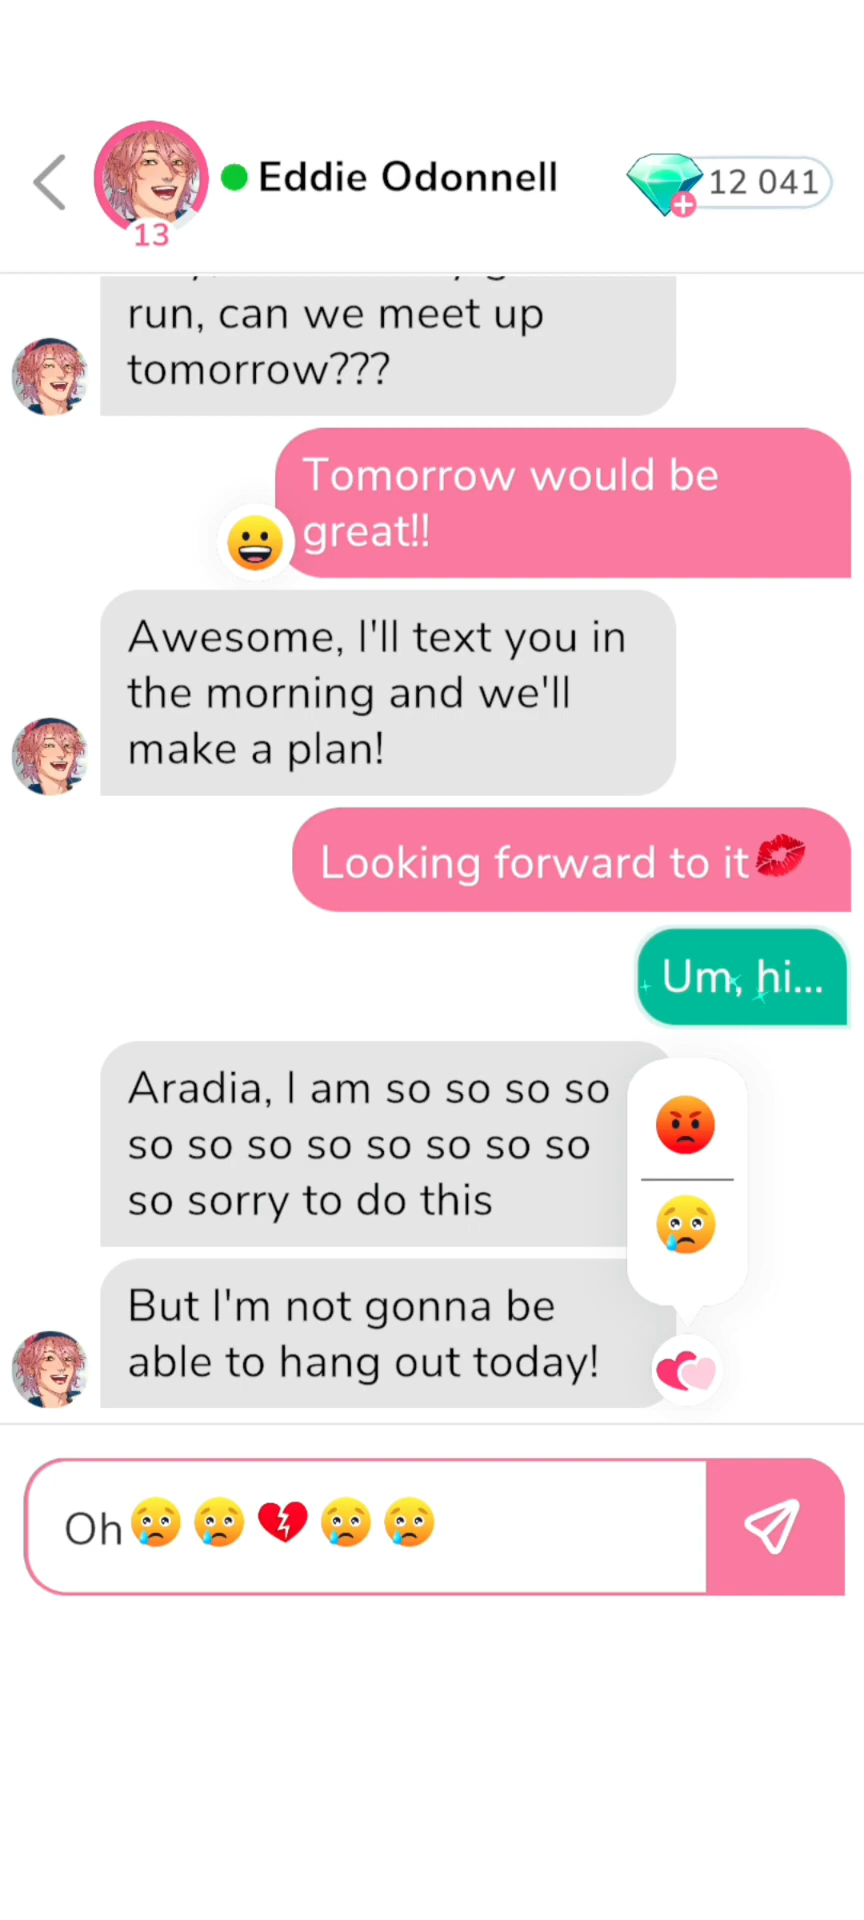 Eddie Odonnell
12 041
13
run, can we meet up
tomorrow???
Tomorrow would be
great!!
Awesome, I'll text you in
the morning and we'll
make a plan!
Looking forward to it💋
Um, hi...
Aradia, I am so so so so
so so so so so so so so
so sorry to do this
But I'm not gonna be
able to hang out today!
Oh😢😢💔😢😢